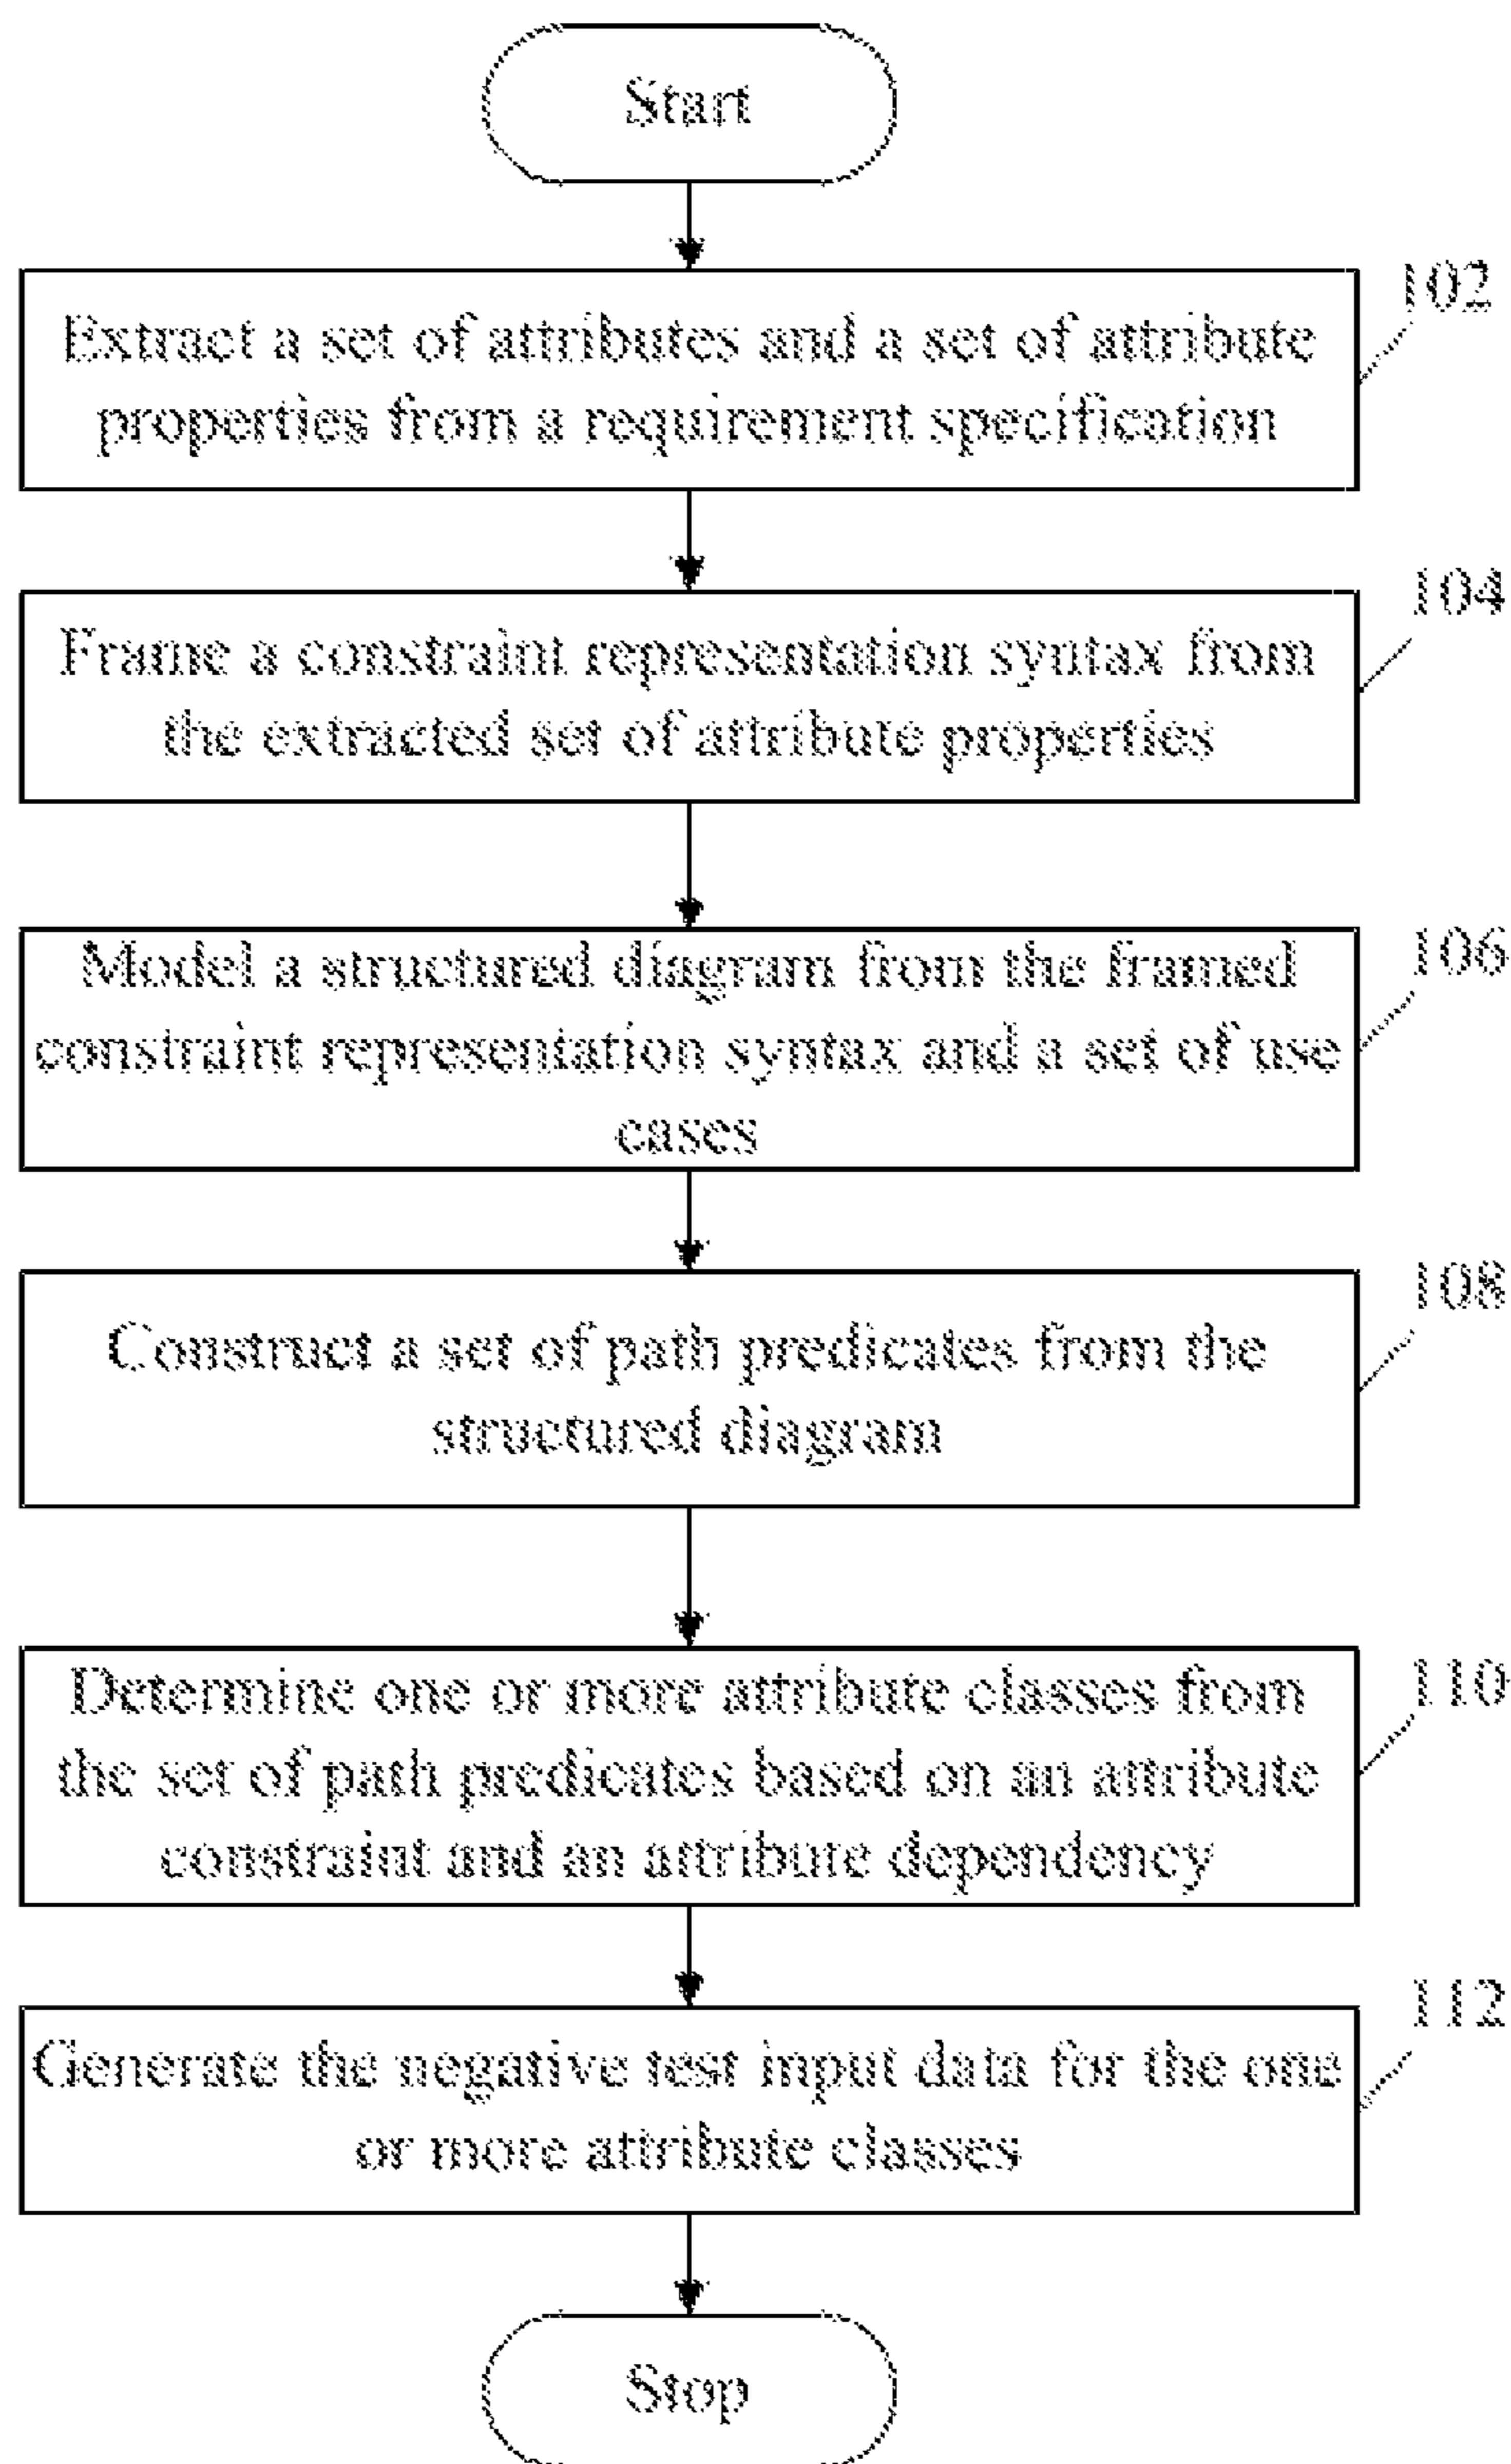 Start
102
Extract a set of attributes and a set of attribute
properties from a requirement specification
104
Frame a constraint representation syntax from
the extracted set of attribute properties
106
Model a structured diagram from the framed
constraint representation syntax and a set of use
cases
108
Construct a set of path predicates from the
structured diagram
110
Determine one or more attribute classes from
the set of path predicates based on an attribute
constraint and an attribute dependency
112
Generate the negative test input data for the one
or more attribute classes
Stop